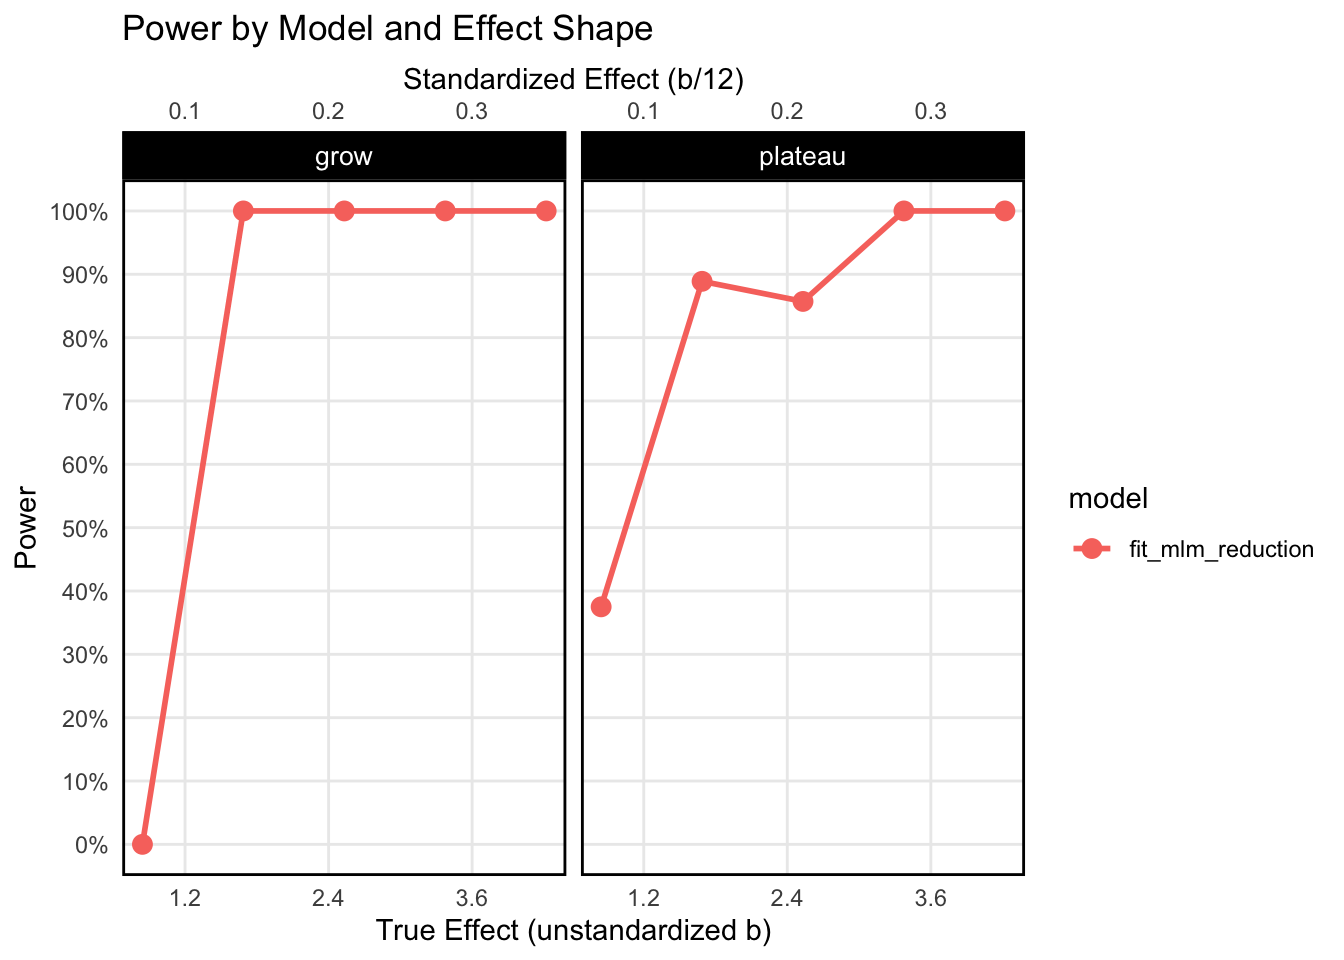 Power by Model and Effect Shape
Standardized Effect (b/12)
0.1 0.2 0.3 0.1 0.2 0.3
grow plateau
100%
90%
80%
70%
60%
50%
40%
30%
20%
10%
0%
Power
1.2 2.4 3.6 1.2 2.4 3.6
True Effect (unstandardized b)
model
fit_mlm_reduction